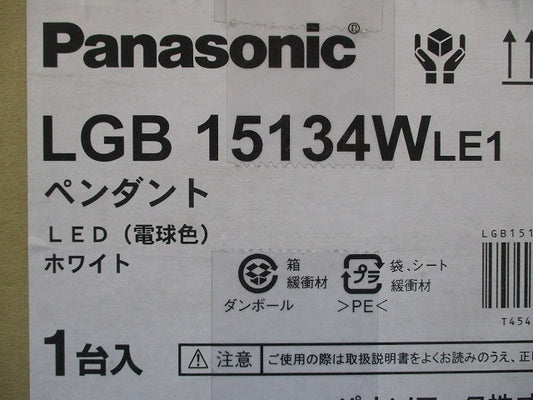 Panasonic®
LGB 15134WLE1
ペンダント
LED(電球色)
ホワイト
箱
緩衝材
ダンボール
プラ
袋、シート
緩衝材
>PE<
LGB151
T454
1台入
注意
ご使用の際は取扱説明書をよくお読みのうえ、正